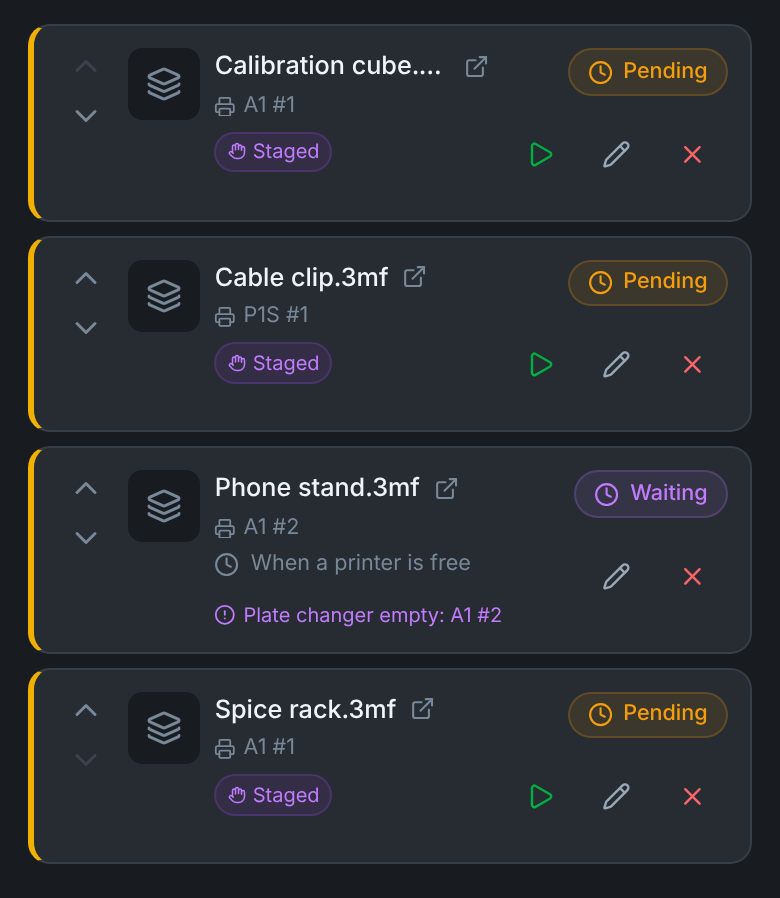 Calibration cube....
Pending
A1 #1
Staged
Cable clip.3mf
Pending
P1S #1
Staged
Phone stand.3mf
Waiting
A1 #2
When a printer is free
Plate changer empty: A1 #2
Spice rack.3mf
Pending
A1 #1
Staged